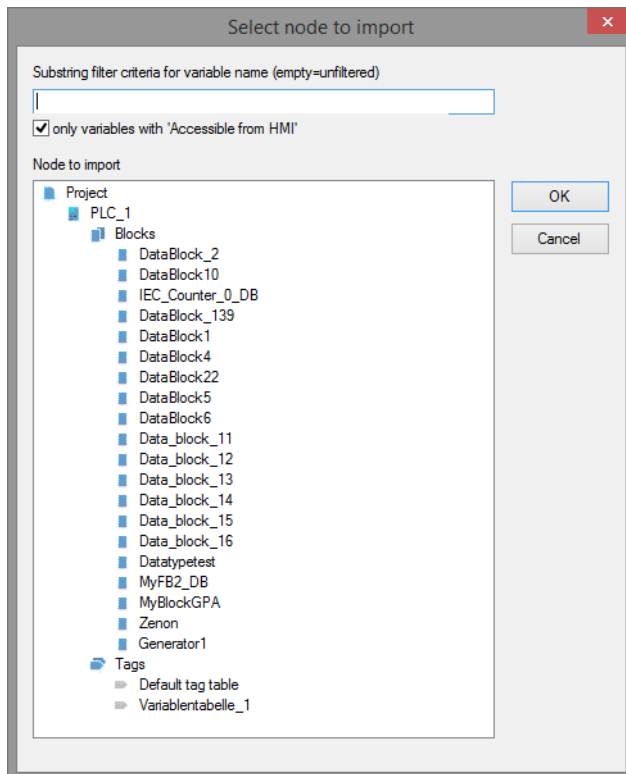 Select node to import
Substring filter criteria for variable name (empty=unfiltered)
only variables with 'Accessible from HMI'
Node to import
Project
PLC_1
Blocks
DataBlock_2
DataBlock10
IEC_Counter_0_DB
DataBlock_139
DataBlock1
DataBlock4
DataBlock22
DataBlock5
DataBlock6
Data_block_11
Data_block_12
Data_block_13
Data_block_14
Data_block_15
Data_block_16
Datatypetest
MyFB2_DB
MyBlockGPA
Zenon
Generator1
Tags
Default tag table
Variablentabelle_1
OK
Cancel